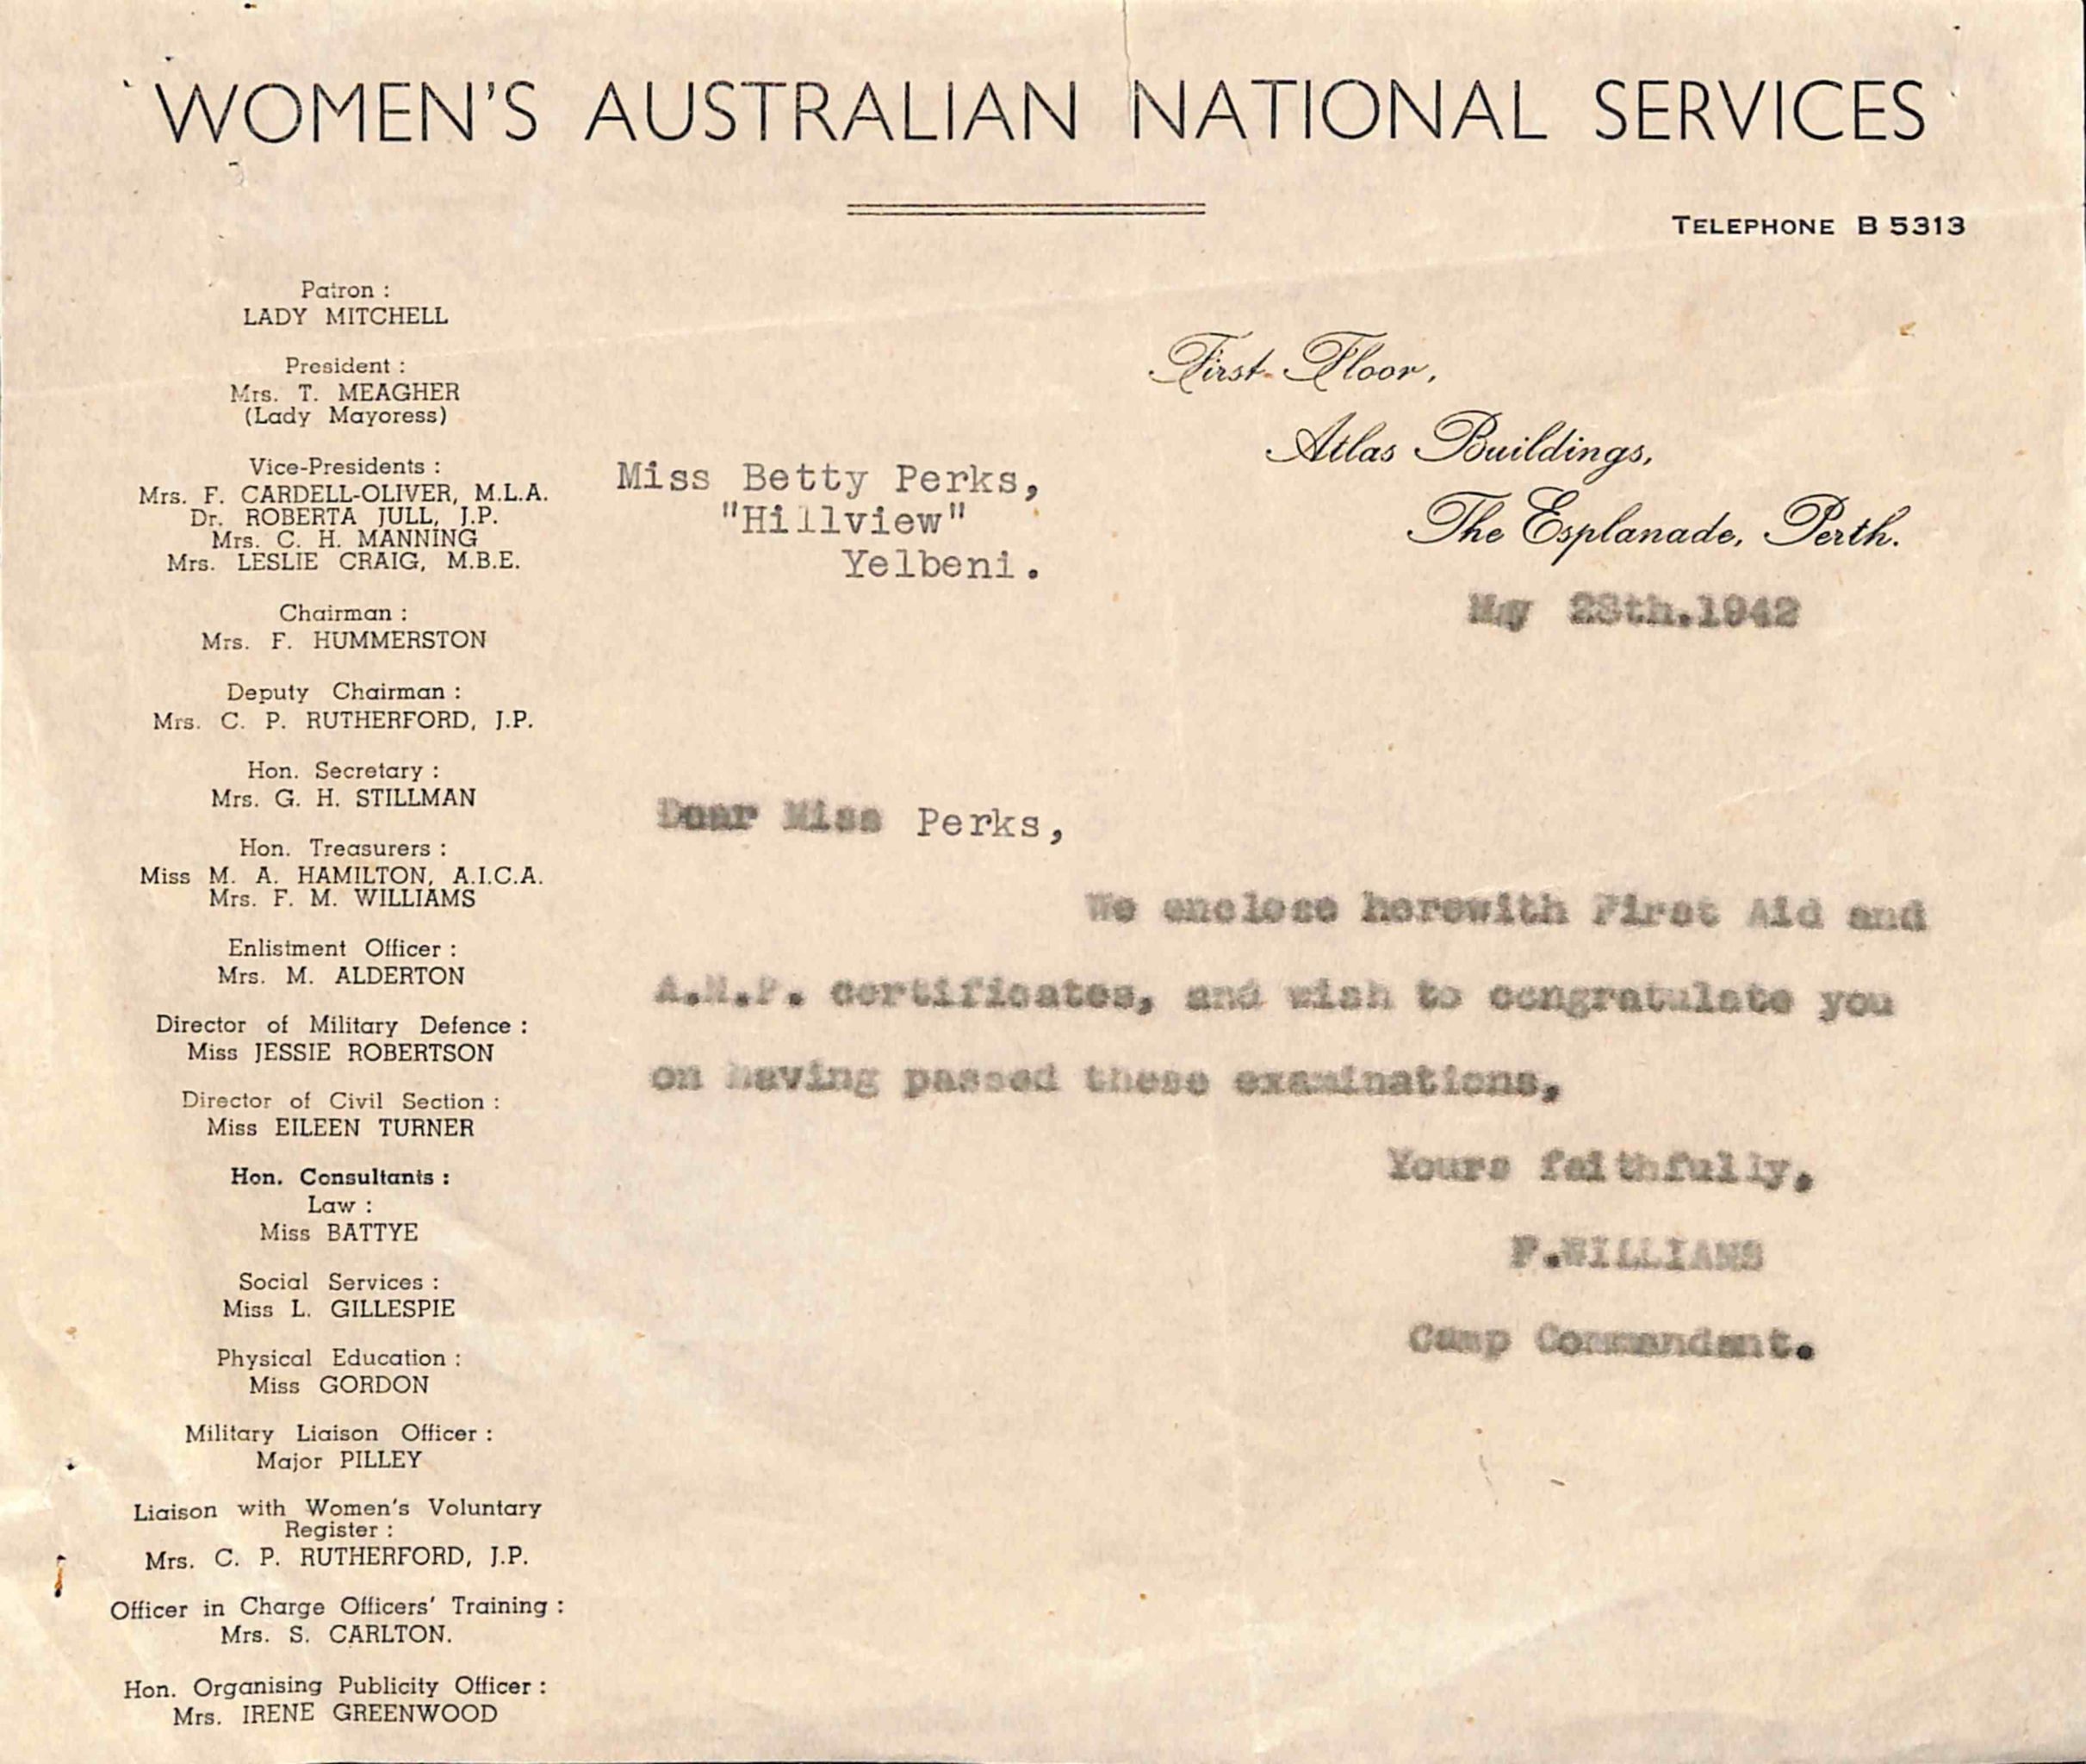 WOMEN'S AUSTRALIAN NATIONAL SERVICES
TELEPHONE B 5313
Patron :
LADY MITCHELL
President :
Mrs. T. MEAGHER
(Lady Mayoress)
Vice-Presidents :
Mrs. F. CARDELL-OLIVER, M.L.A.
Dr. ROBERTA JULL, J.P.
Mrs. C. H. MANNING
Mrs. LESLIE CRAIG, M.B.E.
Chairman :
Mrs. F. HUMMERSTON
Deputy Chairman :
Mrs. C. P. RUTHERFORD, J.P.
Hon. Secretary :
Mrs. G. H. STILLMAN
Hon. Treasurers :
Miss M. A. HAMILTON, A.I.C.A.
Mrs. F. M. WILLIAMS
Enlistment Officer :
Mrs. M. ALDERTON
Director of Military Defence :
Miss JESSIE ROBERTSON
Director of Civil Section :
Miss EILEEN TURNER
Hon. Consultants :
Law :
Miss BATTYE
Social Services :
Miss L. GILLESPIE
Physical Education :
Miss GORDON
Military Liaison Officer :
Major PILLEY
Liaison with Women's Voluntary
Register :
Mrs. C. P. RUTHERFORD, J.P.
Officer in Charge Officers' Training :
Mrs. S. CARLTON.
Hon. Organising Publicity Officer :
Mrs. IRENE GREENWOOD
First Floor,
Atlas Buildings,
The Esplanade, Perth.
May 28th.1942
Miss Betty Perks,
"Hillview"
Yelbeni.
Dear Miss Perks,
We enclose herewith First Aid and
certificates, and wish to congratulate you
on having passed these examinations,
Yours faithfully,
F.WILLIAMS
Camp Commandant.